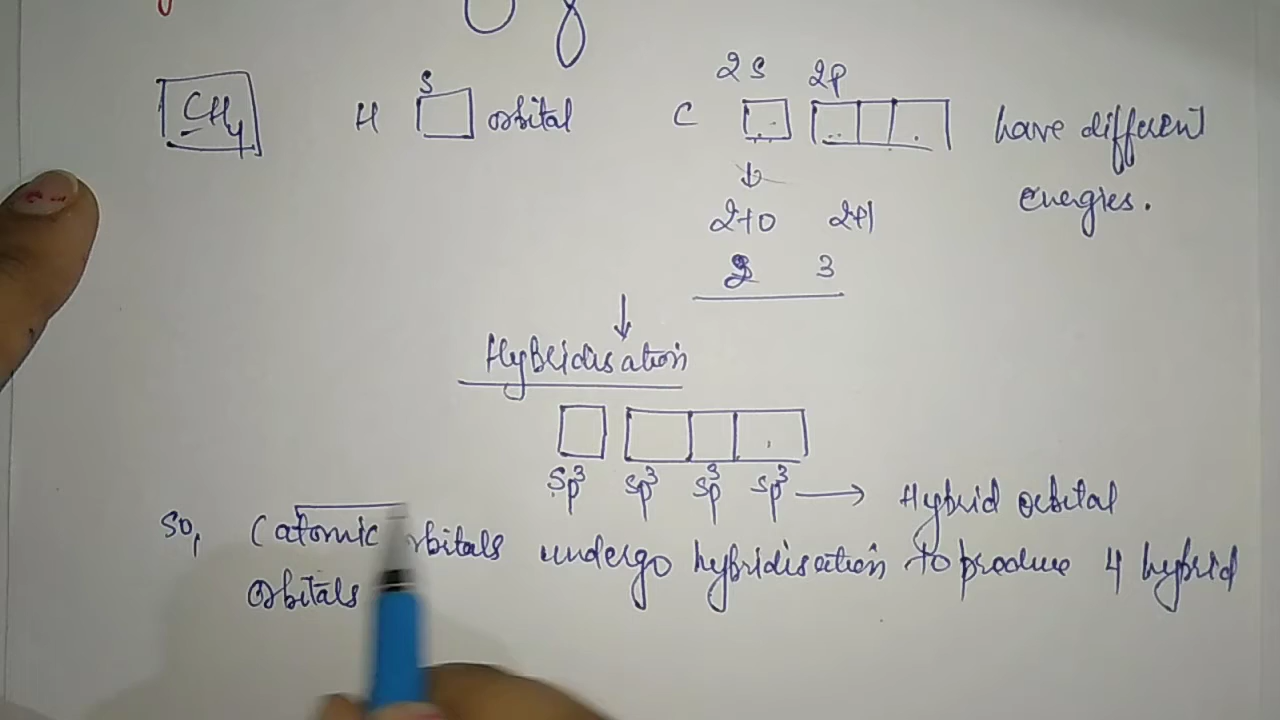 CH4 H S orbital C 2S 2p have different
energies.
2+0 2+1
2 3
Hybridisation
Sp3 Sp3 Sp3 Sp3 → Hybrid orbital
So, C atomic orbitals undergo hybridisation to produce 4 hybrid
orbitals